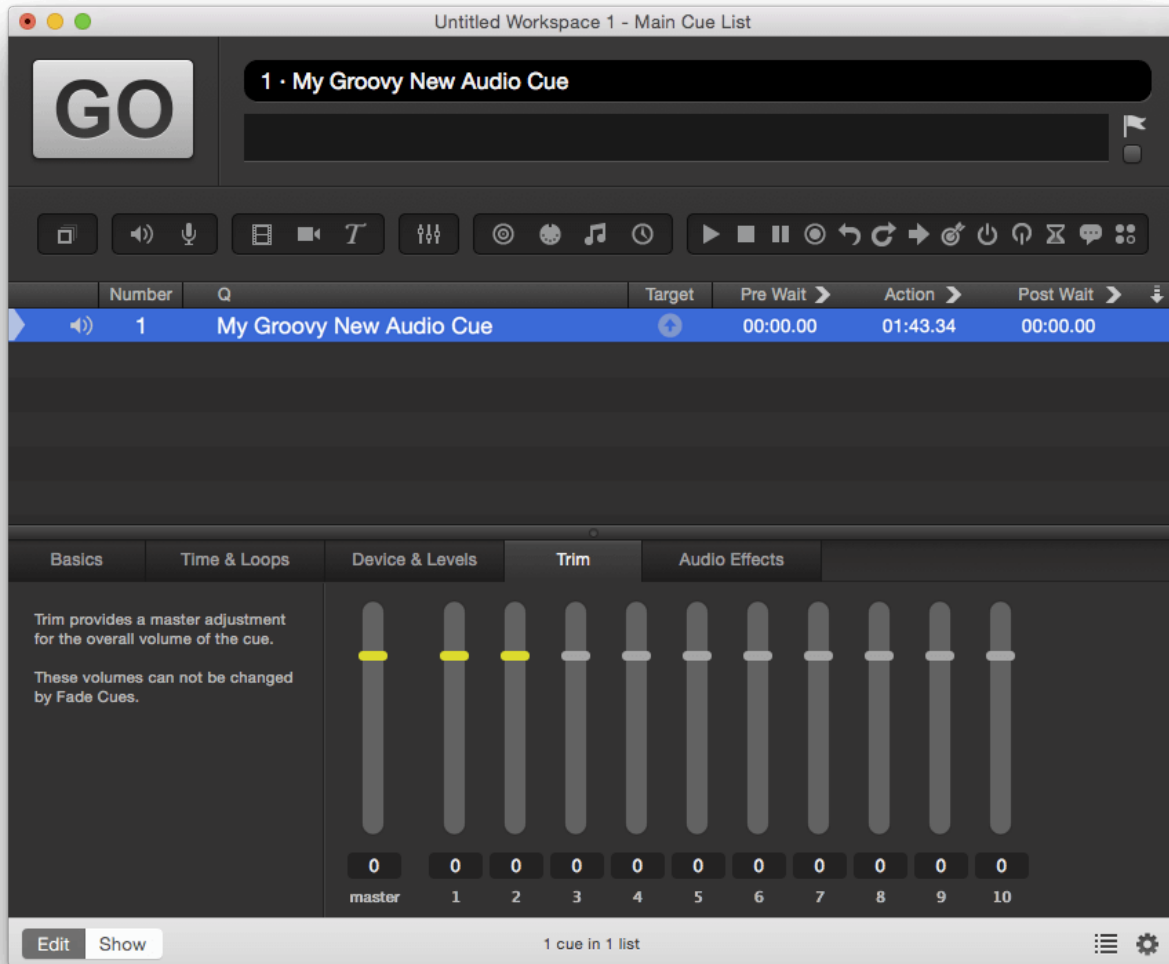 Untitled Workspace 1 - Main Cue List
GO
1 · My Groovy New Audio Cue
Number Q Target Pre Wait Action Post Wait
1 My Groovy New Audio Cue 00:00.00 01:43.34 00:00.00
Basics Time & Loops Device & Levels Trim Audio Effects
Trim provides a master adjustment
for the overall volume of the cue.
These volumes can not be changed
by Fade Cues.
0 0 0 0 0 0 0 0 0 0 0
master 1 2 3 4 5 6 7 8 9 10
Edit Show 1 cue in 1 list